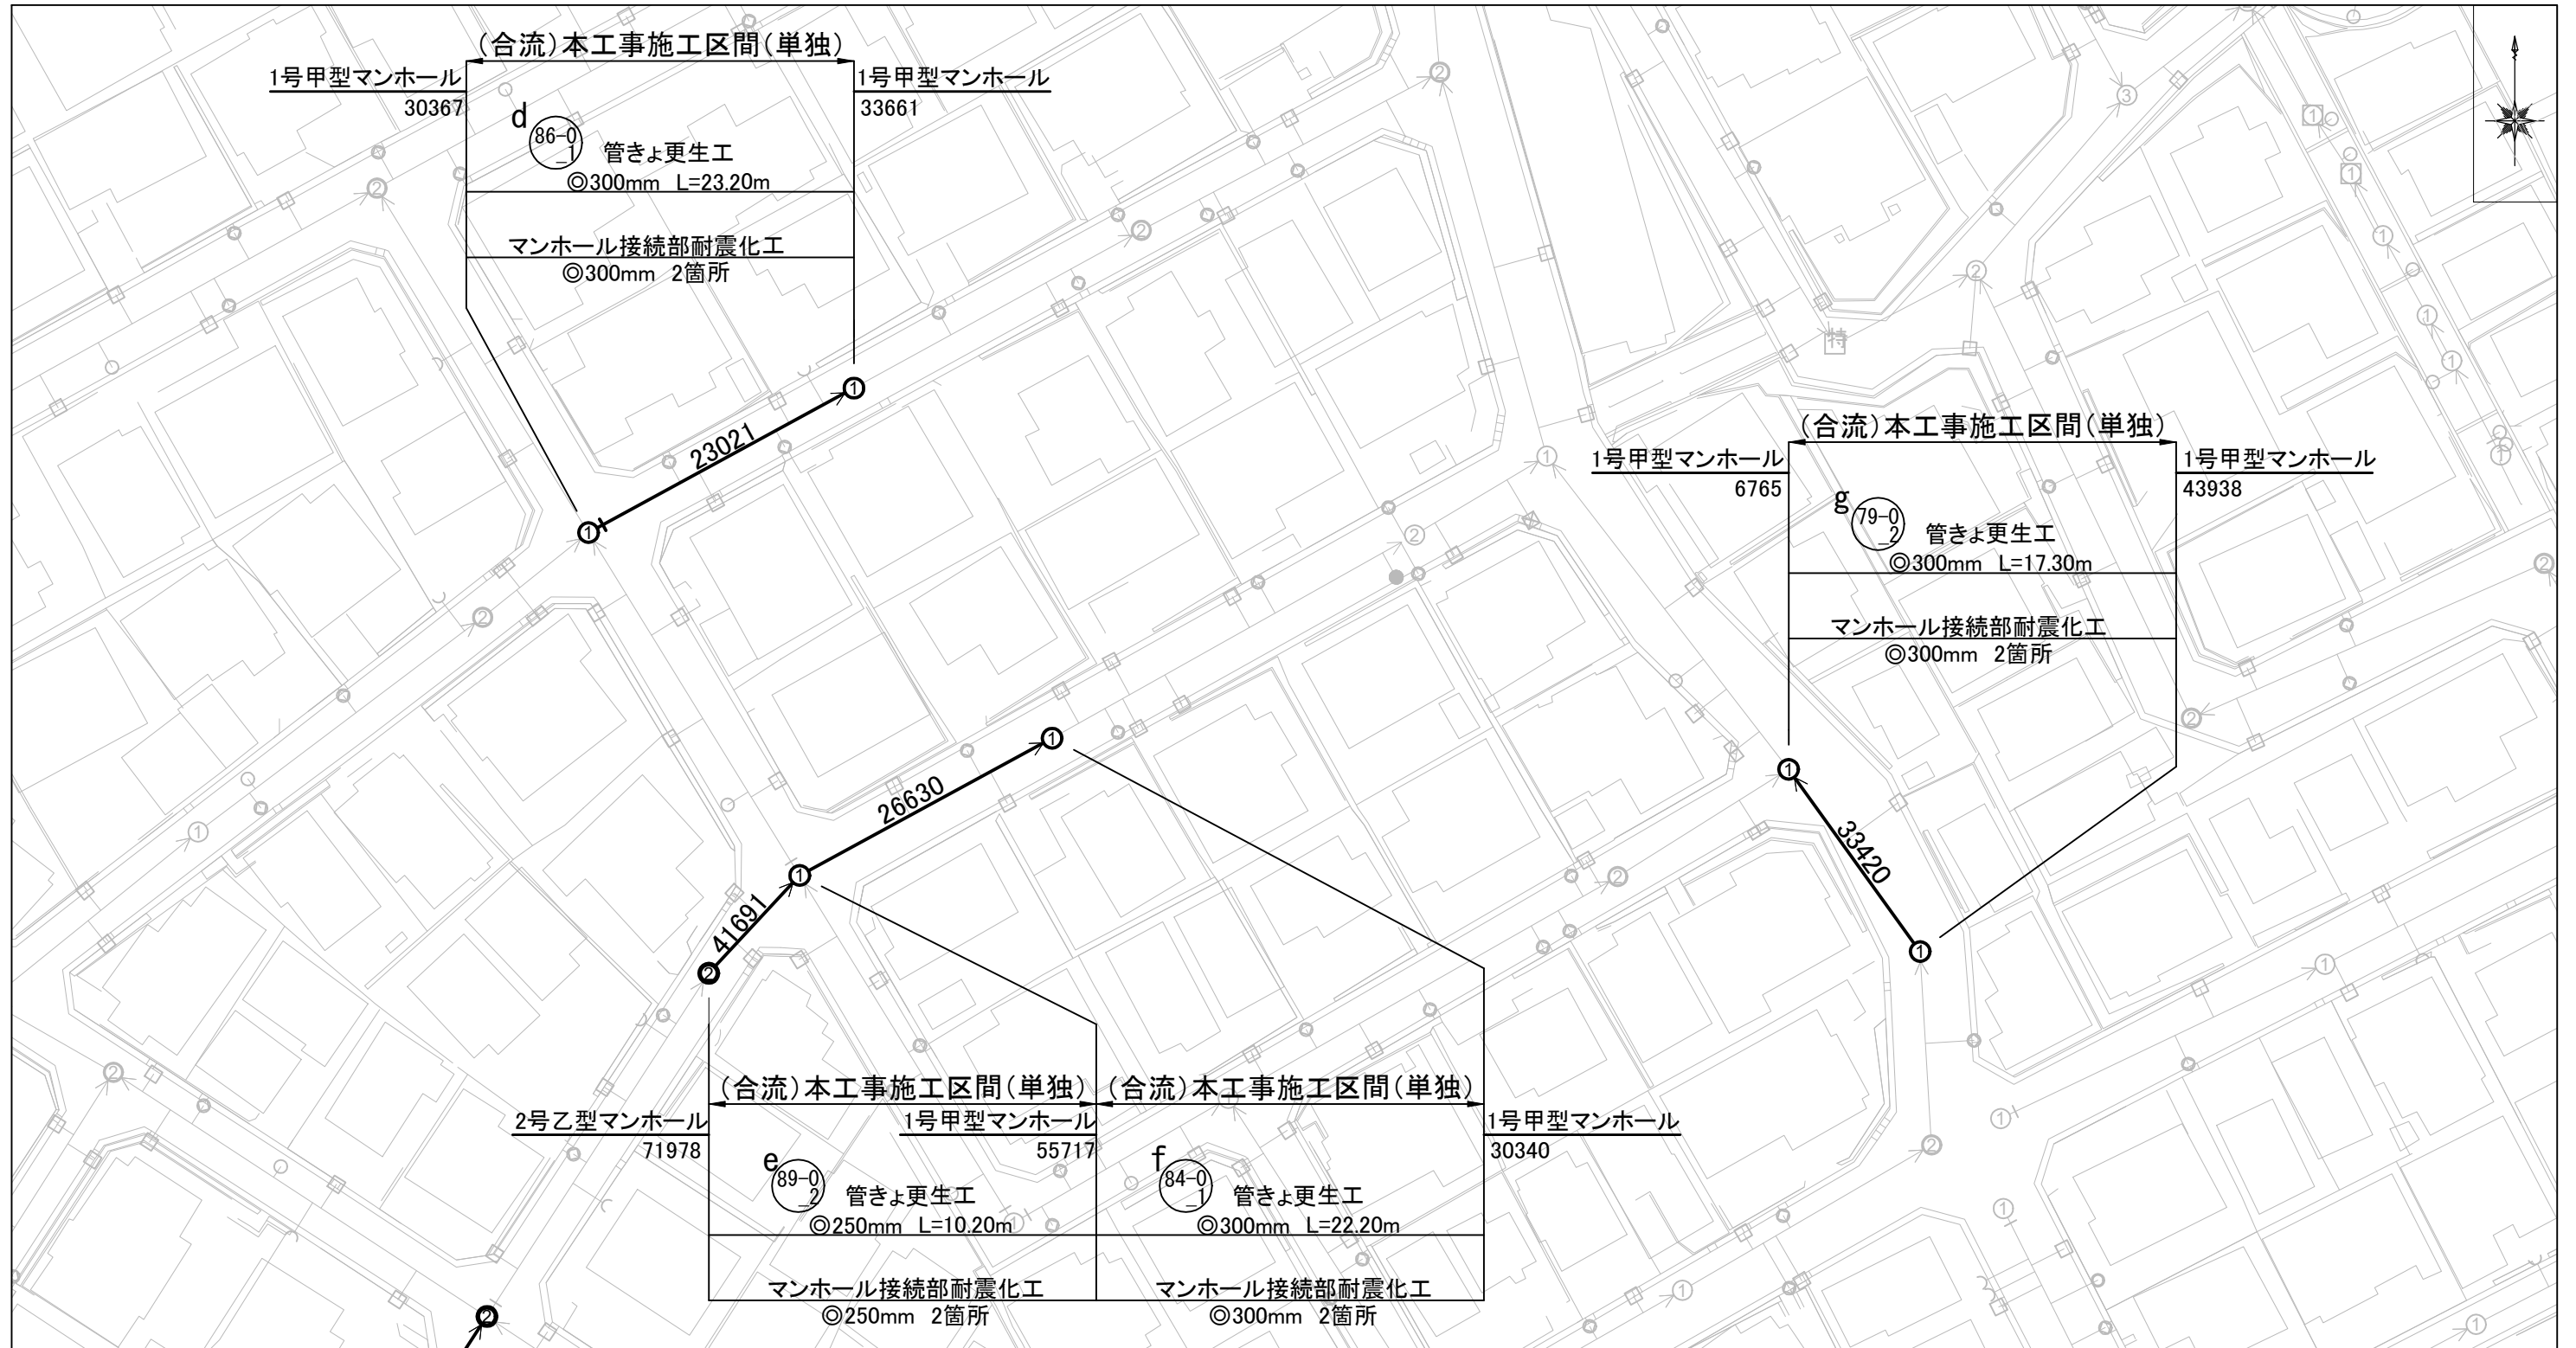 (合流)本工事施工区間(単独)
1号甲型マンホール
30367
1号甲型マンホール
33661
d
86-0
_1
管きょ更生工
◎300mm L=23.20m
マンホール接続部耐震化工
◎300mm 2箇所
23021
特
(合流)本工事施工区間(単独)
1号甲型マンホール
6765
1号甲型マンホール
43938
g
79-0
_2
管きょ更生工
◎300mm L=17.30m
マンホール接続部耐震化工
◎300mm 2箇所
33420
26630
41691
(合流)本工事施工区間(単独)
(合流)本工事施工区間(単独)
2号乙型マンホール
71978
1号甲型マンホール
55717
1号甲型マンホール
30340
e
89-0
_2
管きょ更生工
◎250mm L=10.20m
マンホール接続部耐震化工
◎250mm 2箇所
f
84-0
_1
管きょ更生工
◎300mm L=22.20m
マンホール接続部耐震化工
◎300mm 2箇所